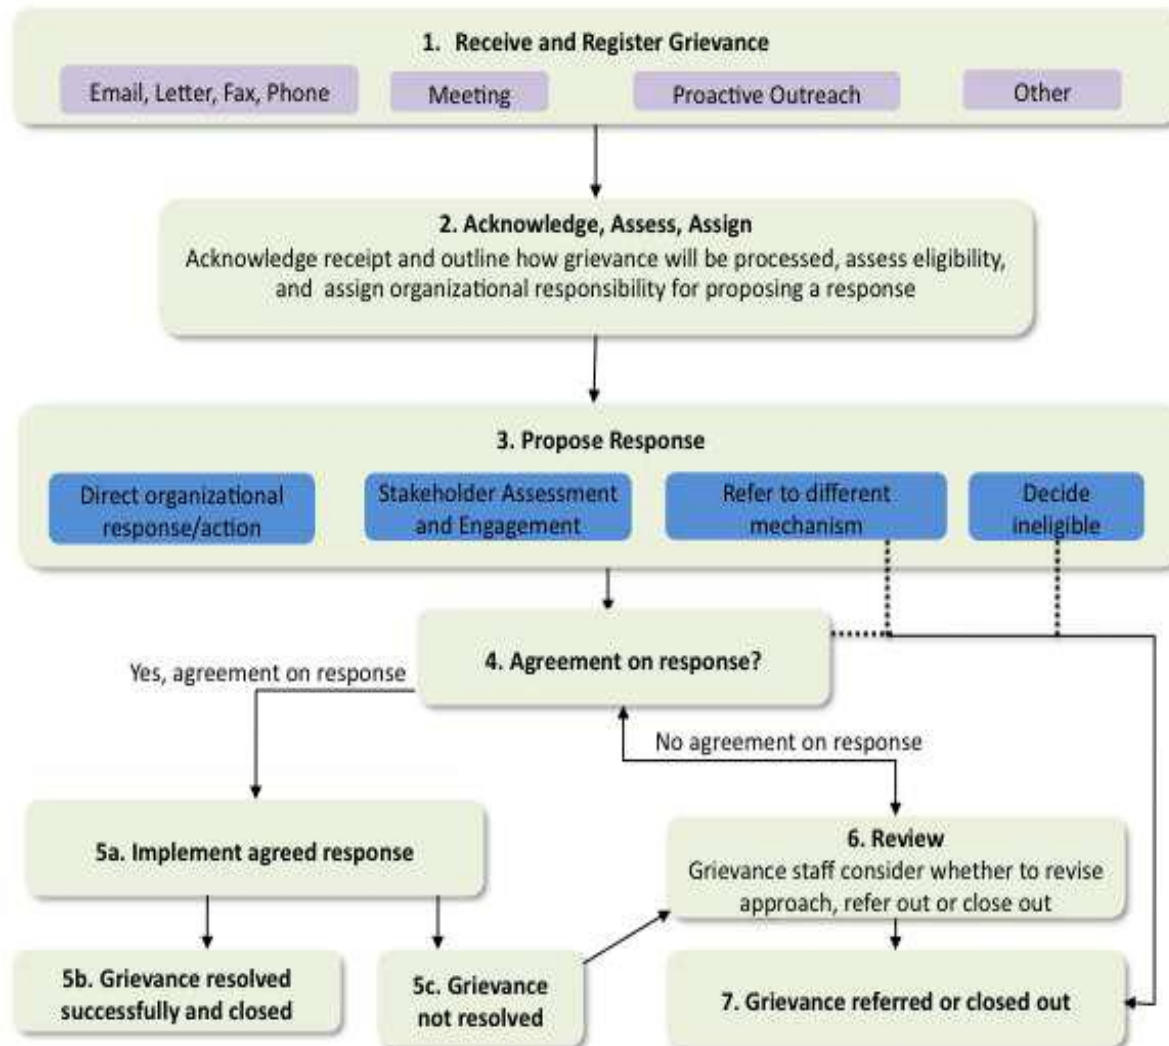 1. Receive and Register Grievance
Email, Letter, Fax, Phone
Meeting
Proactive Outreach
Other
2. Acknowledge, Assess, Assign
Acknowledge receipt and outline how grievance will be processed, assess eligibility,
and assign organizational responsibility for proposing a response
3. Propose Response
Direct organizational
response/action
Stakeholder Assessment
and Engagement
Refer to different
mechanism
Decide
ineligible
4. Agreement on response?
Yes, agreement on response
No agreement on response
5a. Implement agreed response
6. Review
Grievance staff consider whether to revise
approach, refer out or close out
5b. Grievance resolved
successfully and closed
5c. Grievance
not resolved
7. Grievance referred or closed out